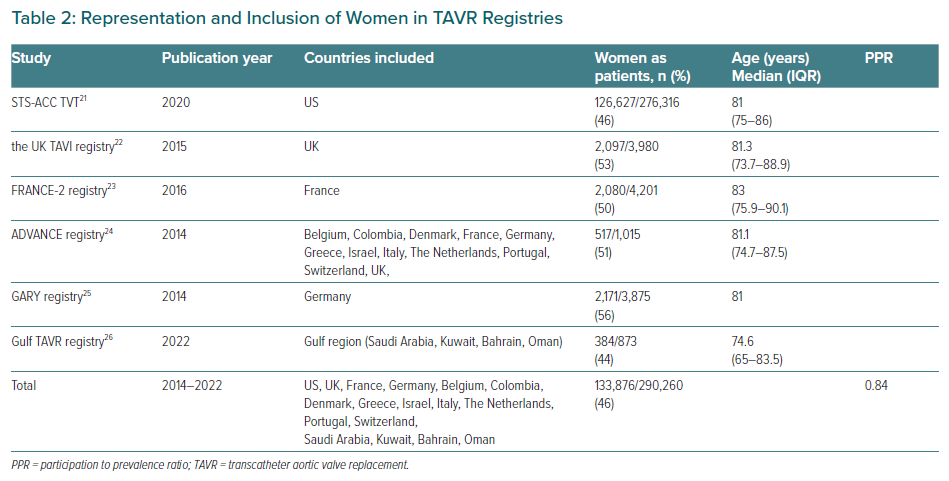 Table 2: Representation and Inclusion of Women in TAVR Registries
Study Publication year Countries included Women as patients, n (%) Age (years) Median (IQR) PPR
STS-ACC TVT21 2020 US 126,627/276,316 81
(46) (75–86)
the UK TAVI registry22 2015 UK 2,097/3,980 81.3
(53) (73.7–88.9)
FRANCE-2 registry23 2016 France 2,080/4,201 83
(50) (75.9–90.1)
ADVANCE registry24 2014 Belgium, Colombia, Denmark, France, Germany, 517/1,015 81.1
Greece, Israel, Italy, The Netherlands, Portugal, (51) (74.7–87.5)
Switzerland, UK,
GARY registry25 2014 Germany 2,171/3,875 81
(56)
Gulf TAVR registry26 2022 Gulf region (Saudi Arabia, Kuwait, Bahrain, Oman) 384/873 74.6
(44) (65–83.5)
Total 2014–2022 US, UK, France, Germany, Belgium, Colombia, 133,876/290,260 0.84
Denmark, Greece, Israel, Italy, The Netherlands, (46)
Portugal, Switzerland,
Saudi Arabia, Kuwait, Bahrain, Oman
PPR = participation to prevalence ratio; TAVR = transcatheter aortic valve replacement.